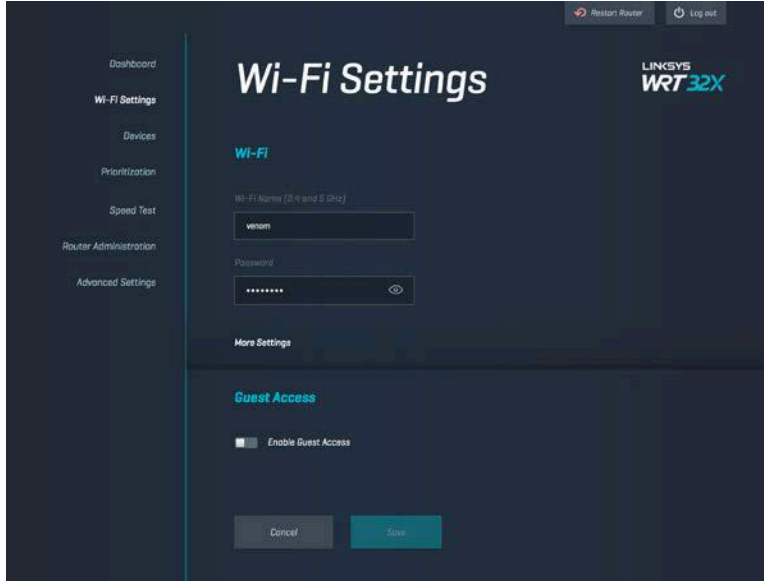 Restart Router
Log out
Dashboard
Wi-Fi Settings
Devices
Prioritization
Speed Test
Router Administration
Advanced Settings
Wi-Fi Settings
LINKSYS
WRT 32X
Wi-Fi
Wi-Fi Name (2.4 and 5 GHz)
venom
Password
••••••••
More Settings
Guest Access
Enable Guest Access
Cancel
Save